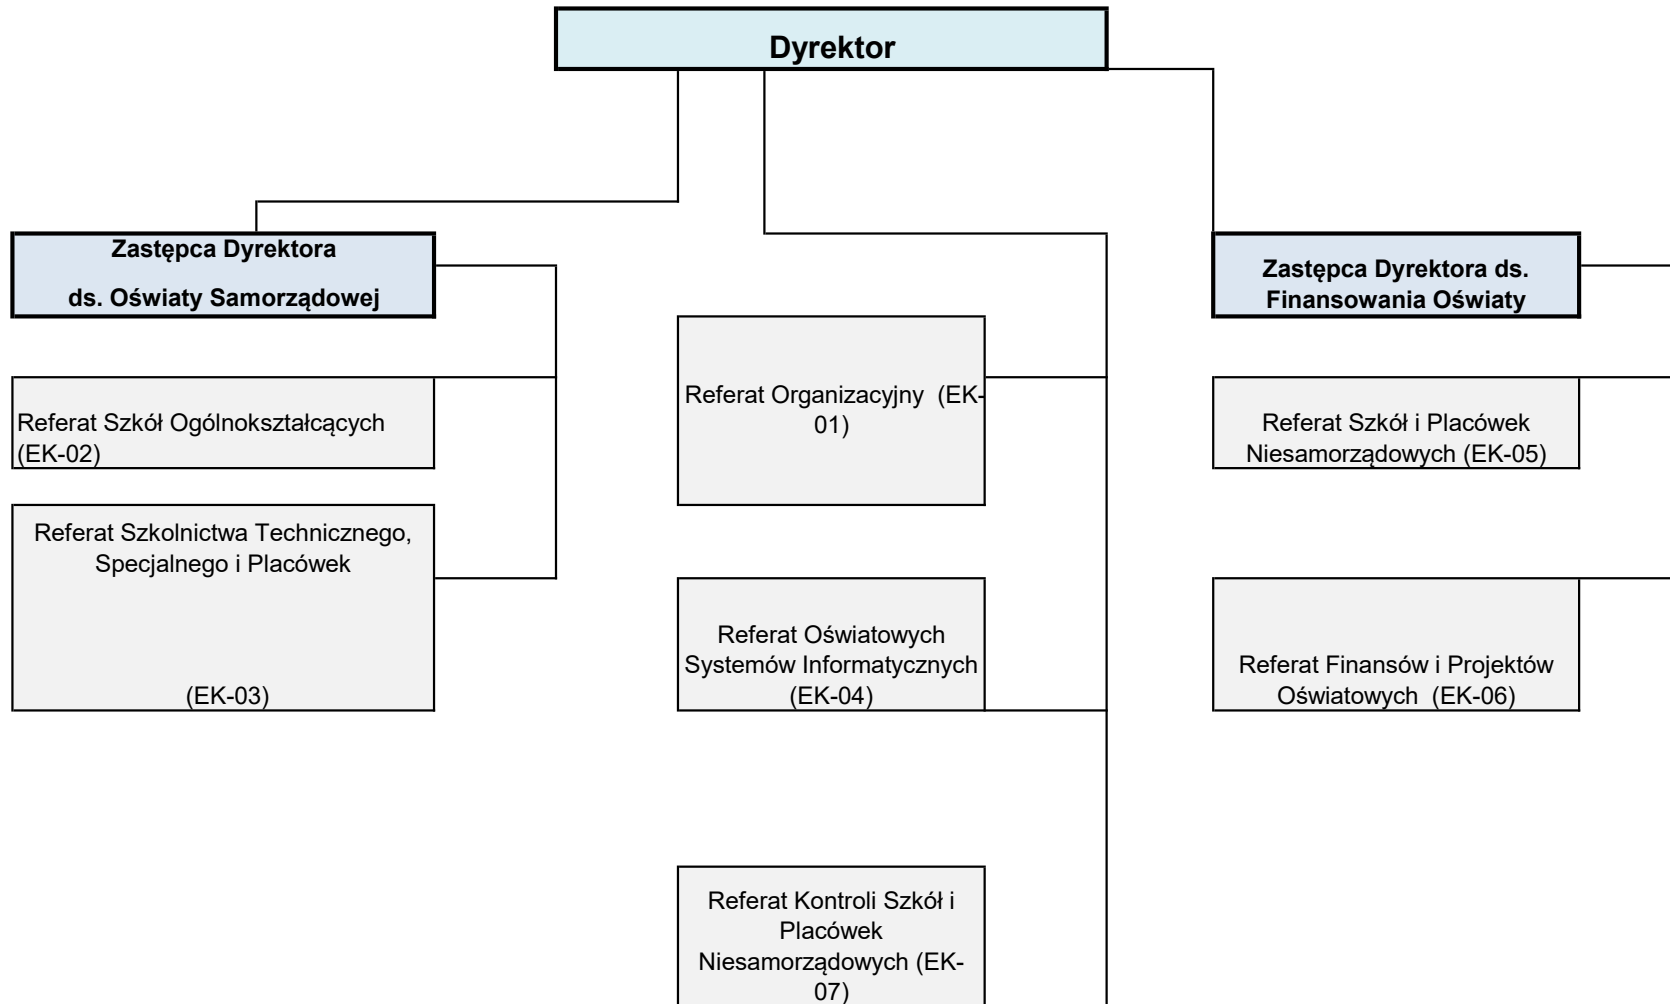 Dyrektor
Zastępca Dyrektora
ds. Oświaty Samorządowej
Zastępca Dyrektora ds.
Finansowania Oświaty
Referat Szkół Ogólnokształcących
(EK-02)
Referat Organizacyjny  (EK-
01)
Referat Szkół i Placówek
Niesamorządowych (EK-05)
Referat Szkolnictwa Technicznego,
Specjalnego i Placówek
(EK-03)
Referat Oświatowych
Systemów Informatycznych
(EK-04)
Referat Finansów i Projektów
Oświatowych  (EK-06)
Referat Kontroli Szkół i
Placówek
Niesamorządowych (EK-
07)